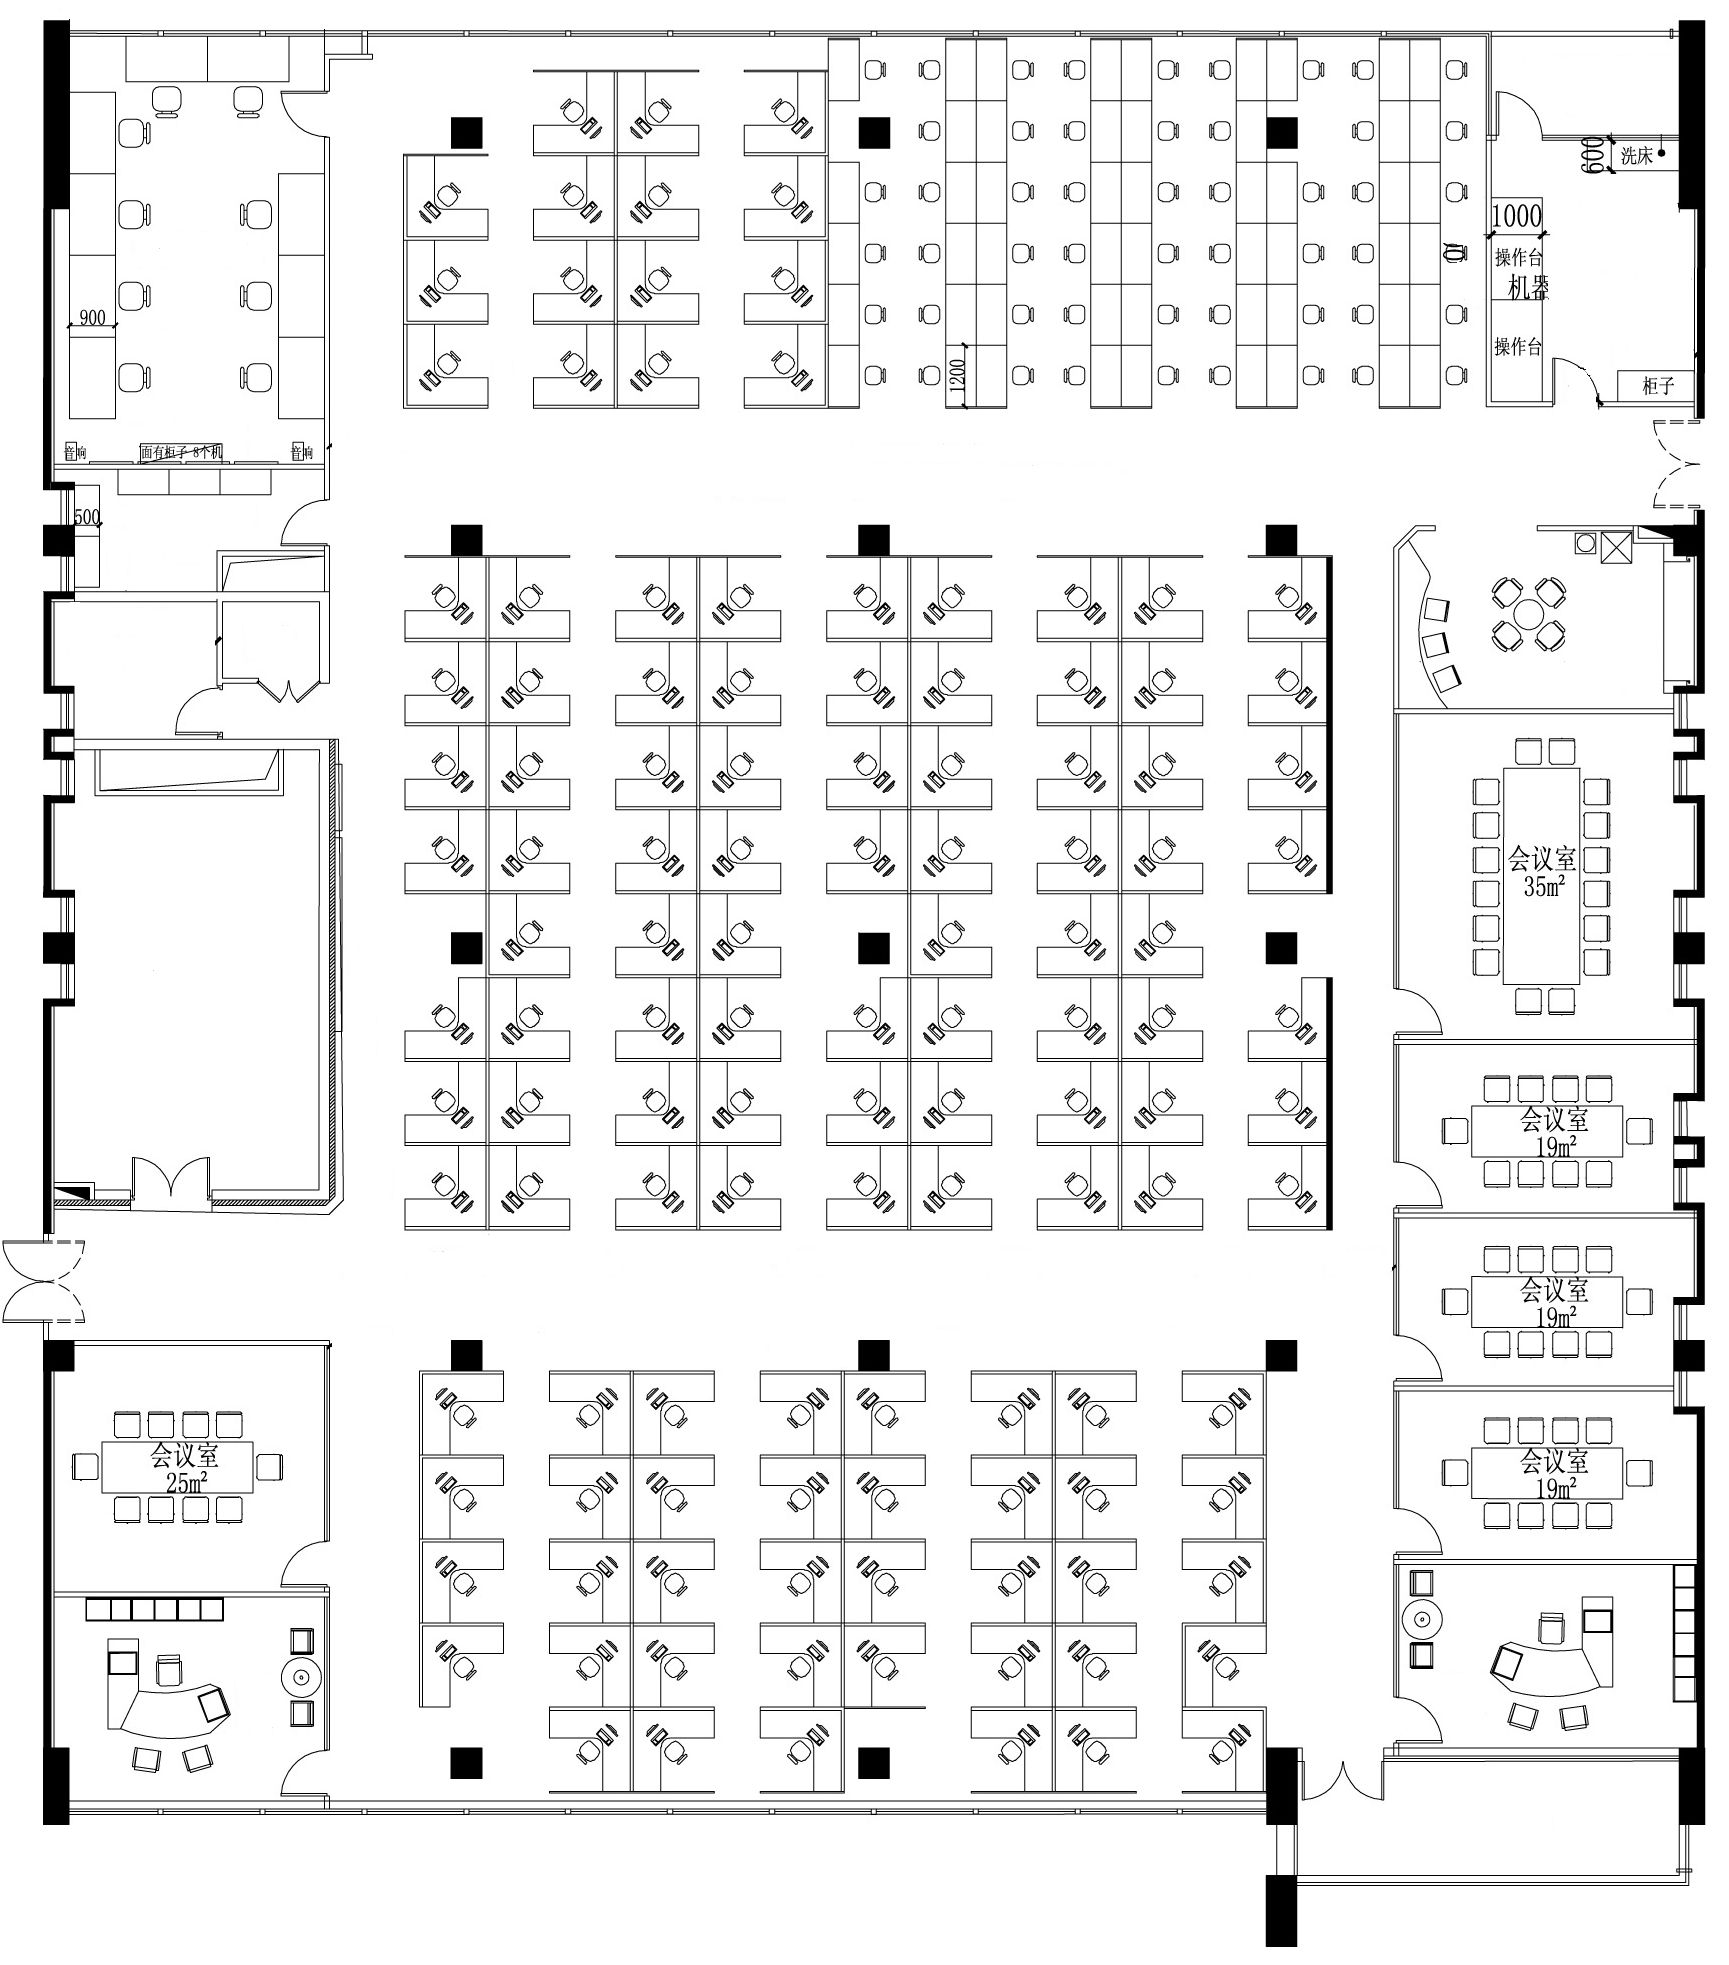 600
洗床
1000
操作台
机器
操作台
柜子
900
1200
音响
面有柜子 8个机
音响
500
会议室
35m²
会议室
19m²
会议室
19m²
会议室
19m²
会议室
25m²